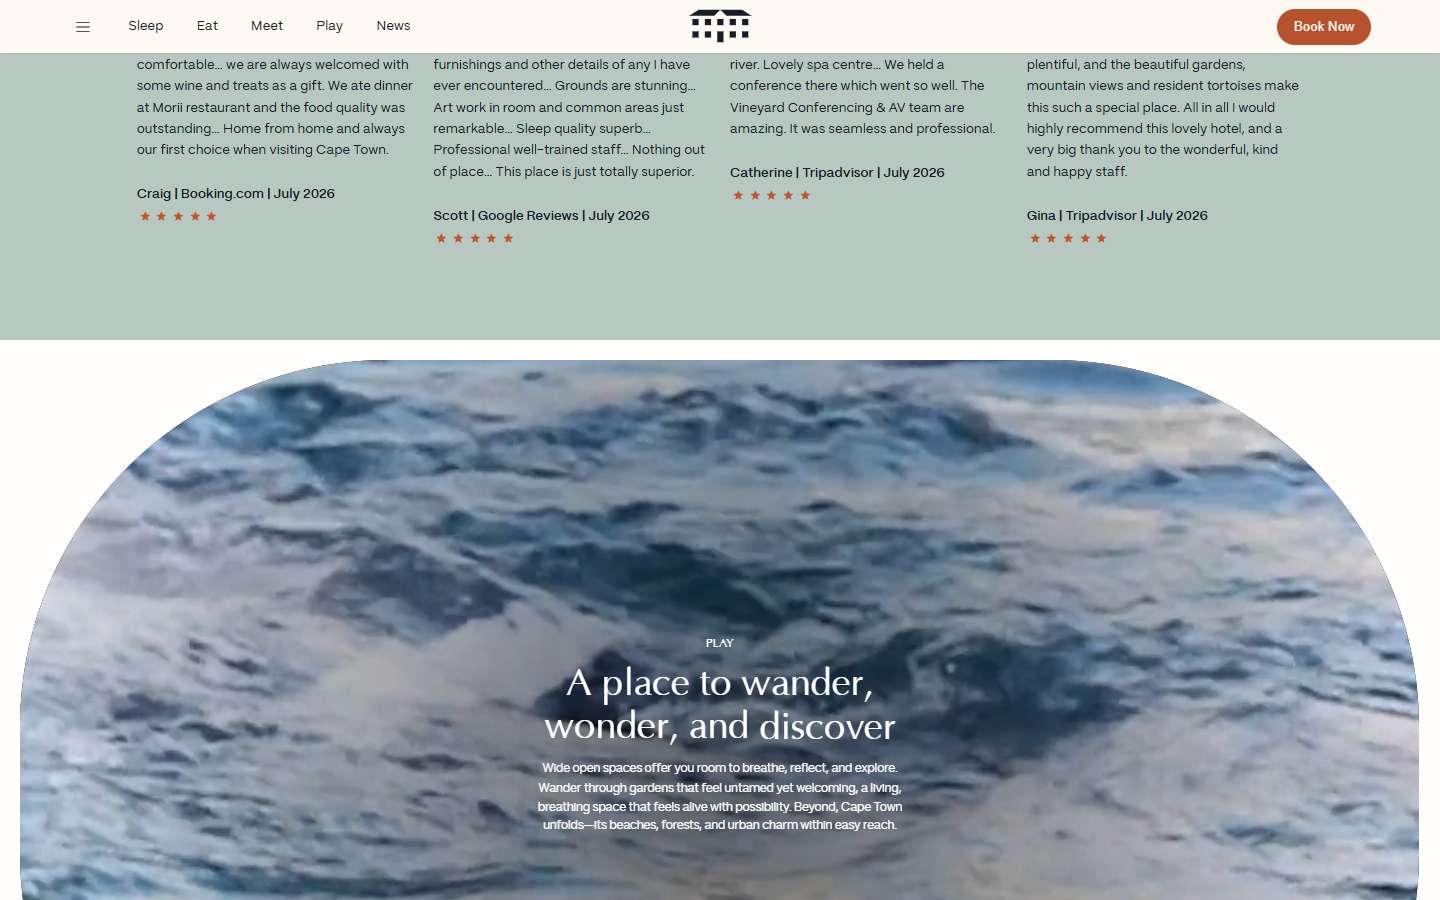 Sleep
Eat
Meet
Play
News
Book Now
comfortable... we are always welcomed with
some wine and treats as a gift. We ate dinner
at Morii restaurant and the food quality was
outstanding... Home from home and always
our first choice when visiting Cape Town.
Craig | Booking.com | July 2026
furnishings and other details of any I have
ever encountered... Grounds are stunning...
Art work in room and common areas just
remarkable... Sleep quality superb...
Professional well-trained staff... Nothing out
of place... This place is just totally superior.
Scott | Google Reviews | July 2026
river. Lovely spa centre... We held a
conference there which went so well. The
Vineyard Conferencing & AV team are
amazing. It was seamless and professional.
Catherine | Tripadvisor | July 2026
plentiful, and the beautiful gardens,
mountain views and resident tortoises make
this such a special place. All in all I would
highly recommend this lovely hotel, and a
very big thank you to the wonderful, kind
and happy staff.
Gina | Tripadvisor | July 2026
PLAY
A place to wander,
wonder, and discover
Wide open spaces offer you room to breathe, reflect, and explore.
Wander through gardens that feel untamed yet welcoming, a living,
breathing space that feels alive with possibility. Beyond, Cape Town
unfolds—its beaches, forests, and urban charm within easy reach.